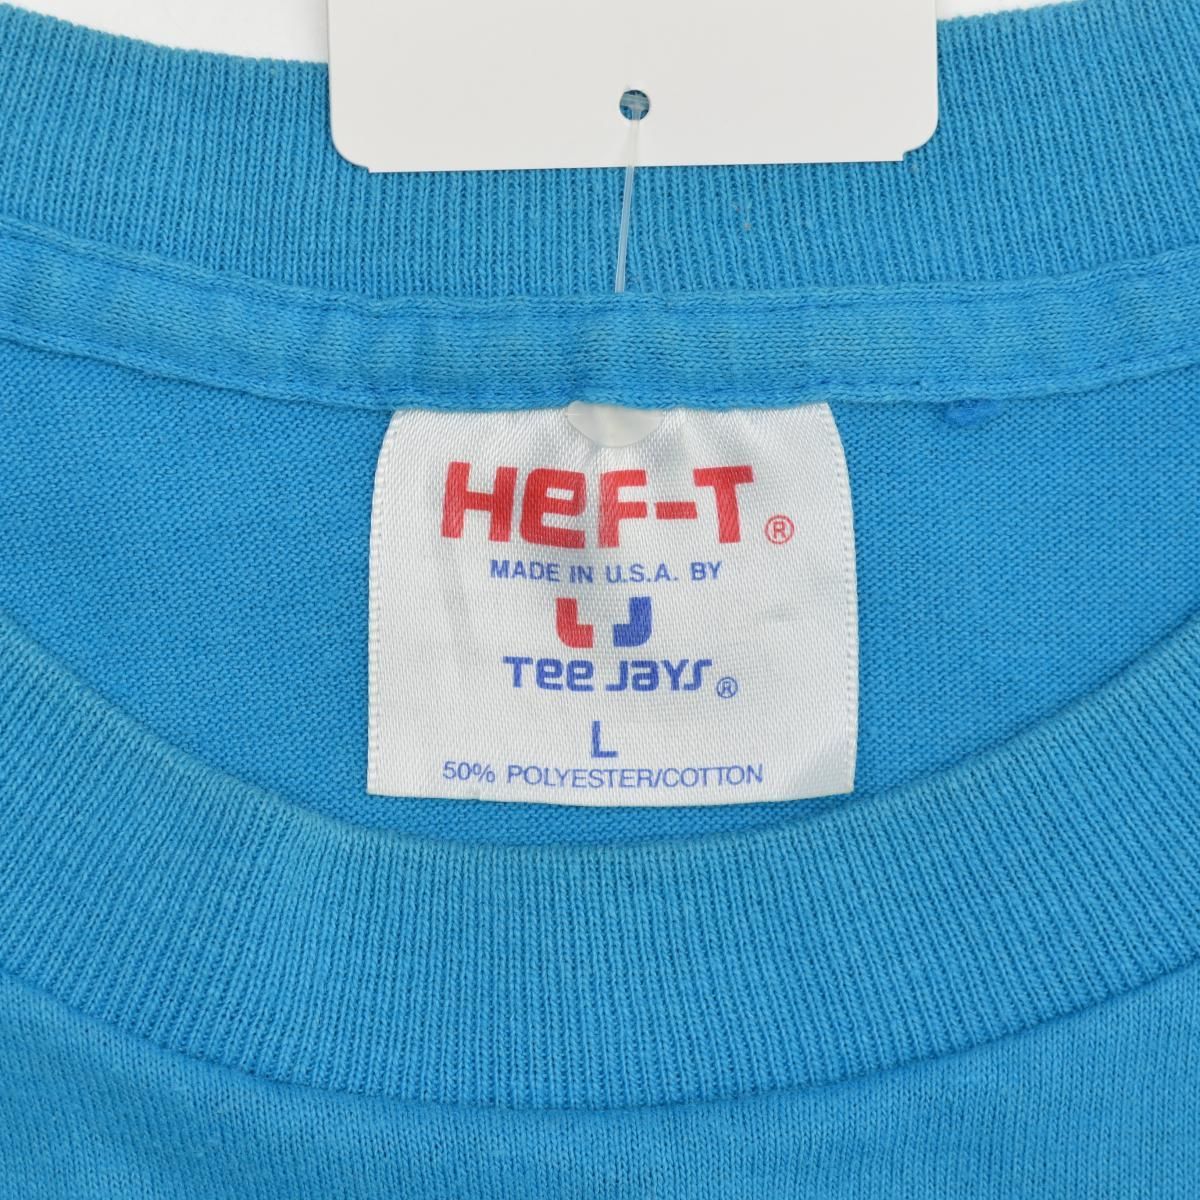 HeF-T®
MADE IN U.S.A. BY
Tee Jays®
L
50% POLYESTER/COTTON